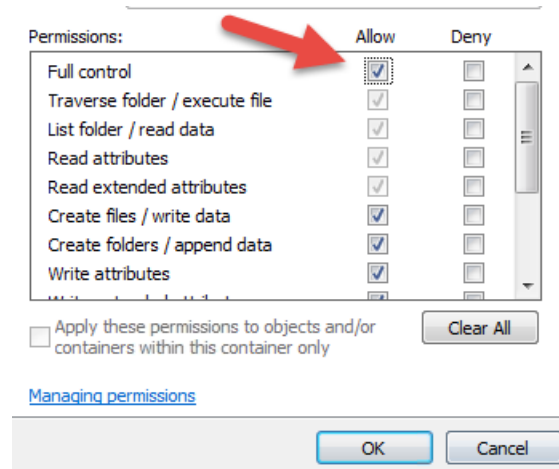 Permissions: Allow Deny
Full control
Traverse folder / execute file
List folder / read data
Read attributes
Read extended attributes
Create files / write data
Create folders / append data
Write attributes
Apply these permissions to objects and/or
containers within this container only
Clear All
Managing permissions
OK Cancel